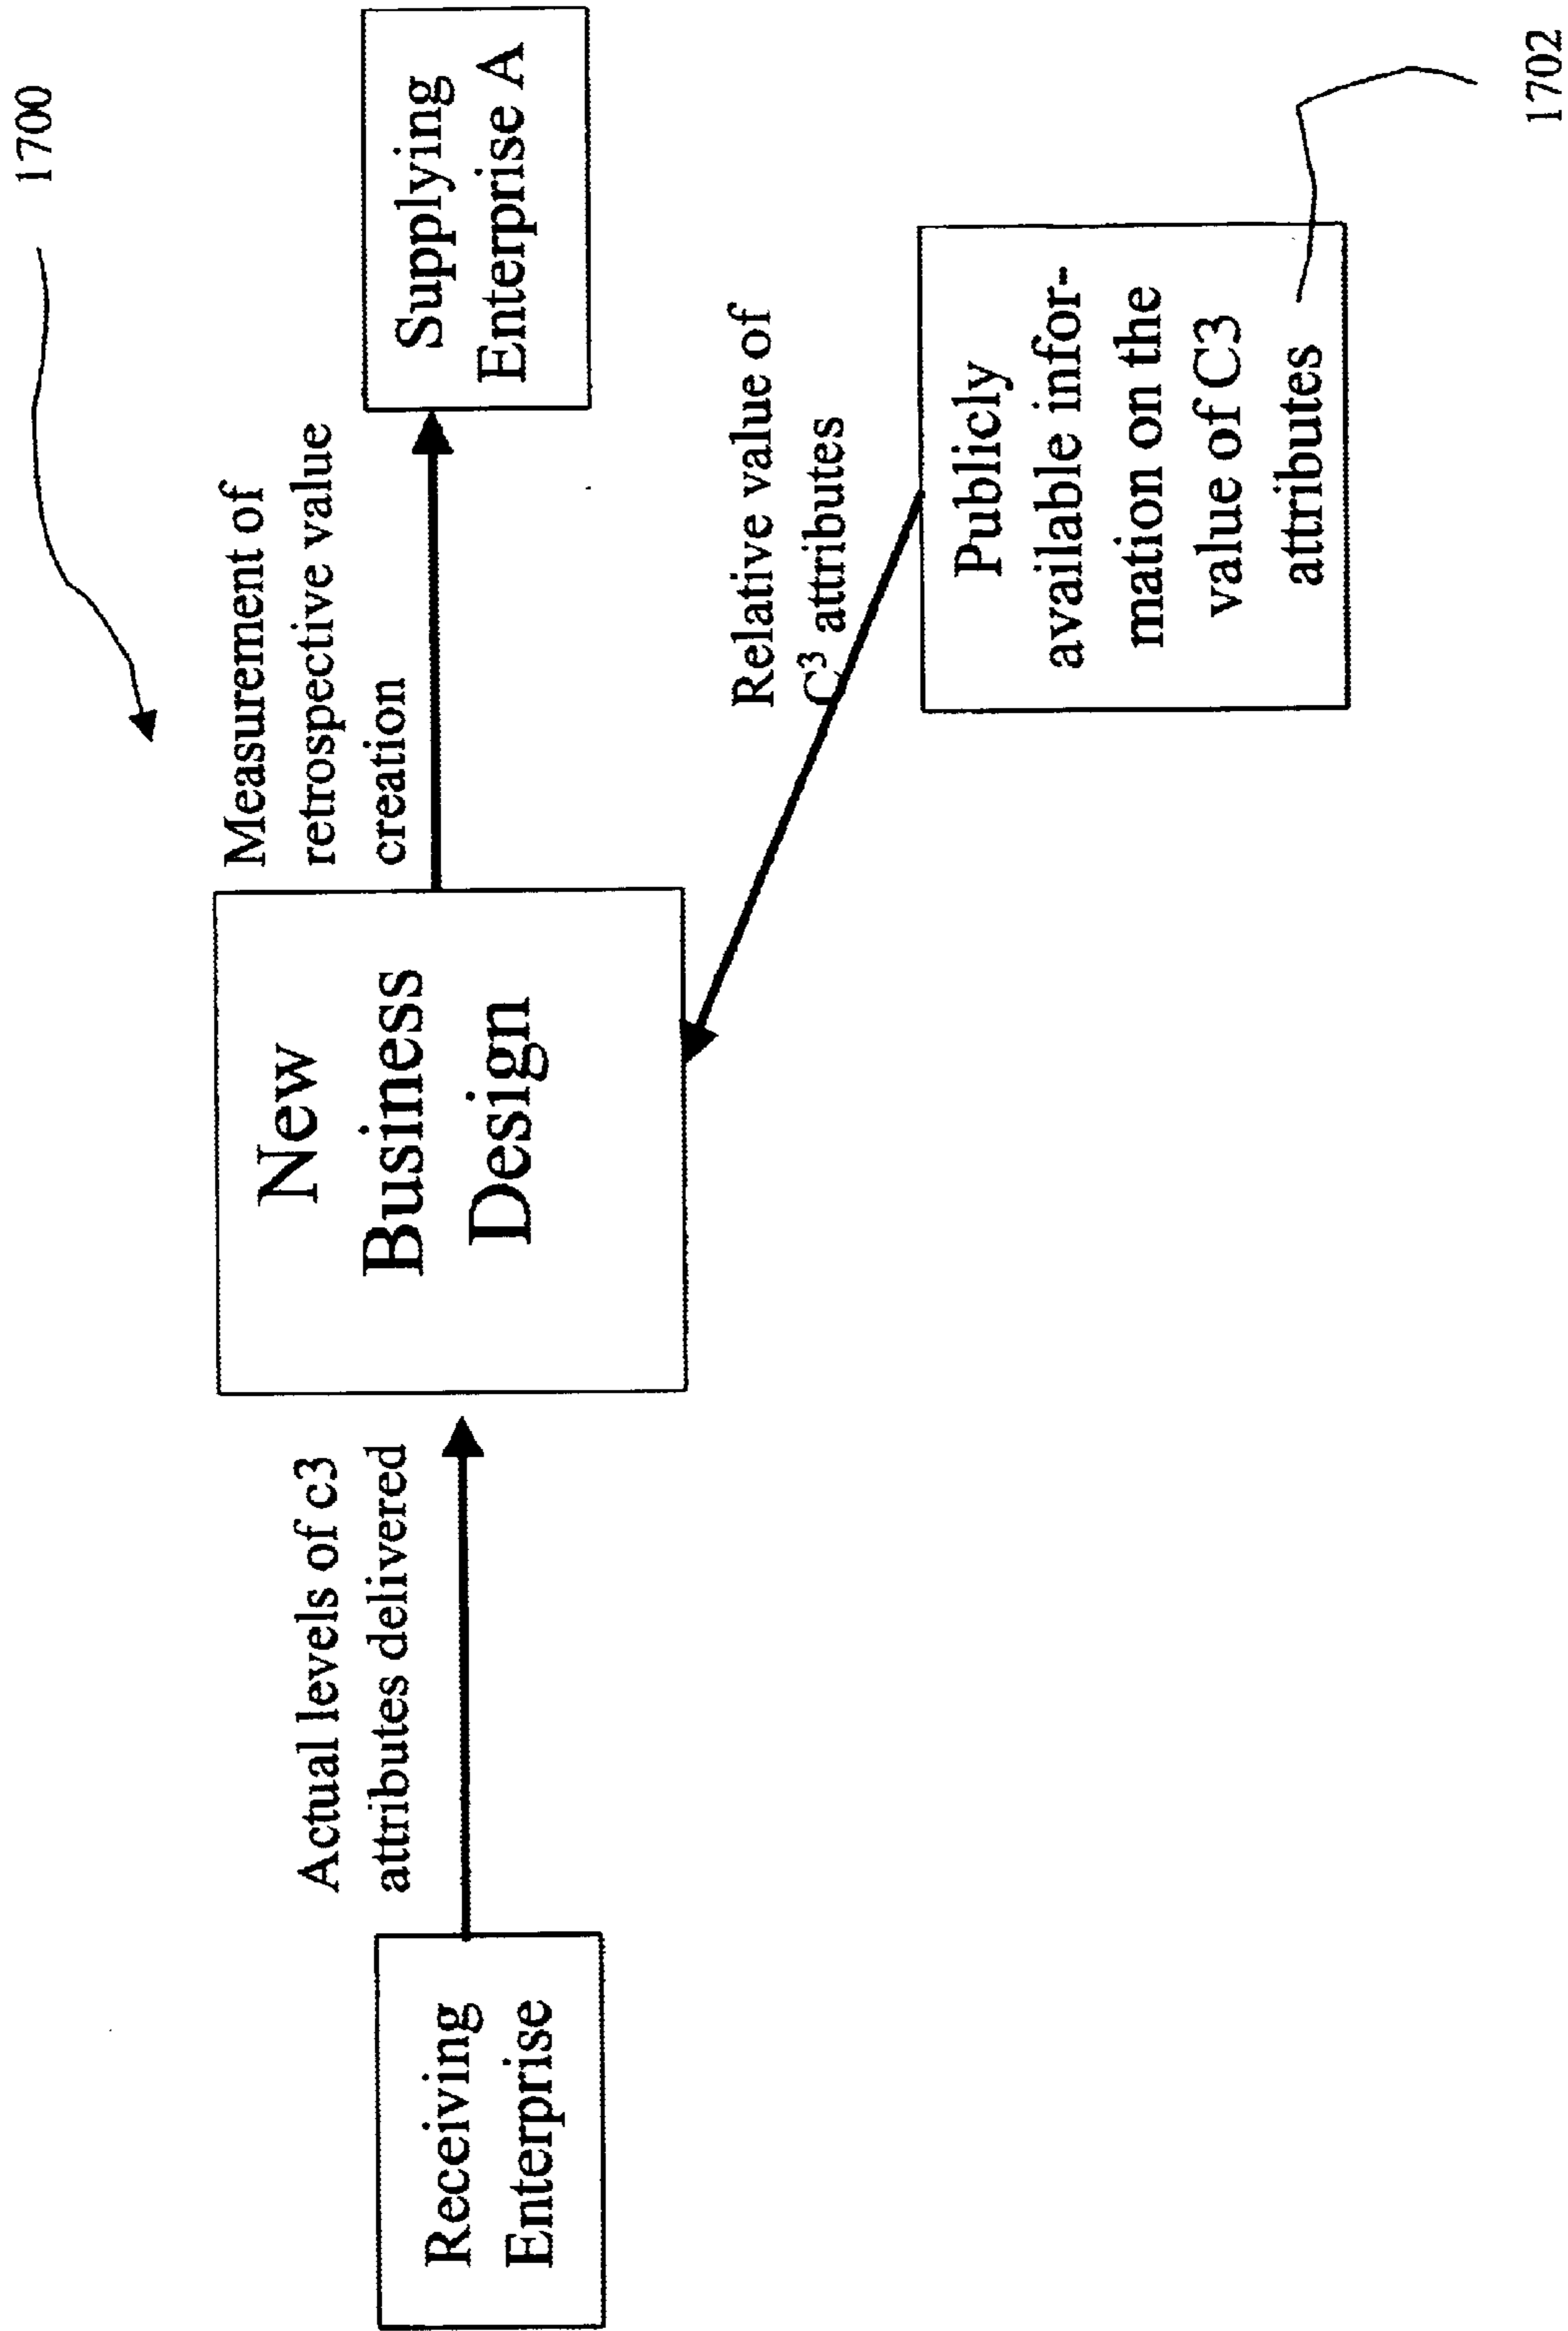 1700
Measurement of
retrospective value
creation
Actual levels of c3
attributes delivered
Receiving
Enterprise
New
Business
Design
Supplying
Enterprise A
Relative value of
C³ attributes
Publicly
available infor-
mation on the
value of C3
attributes
1702